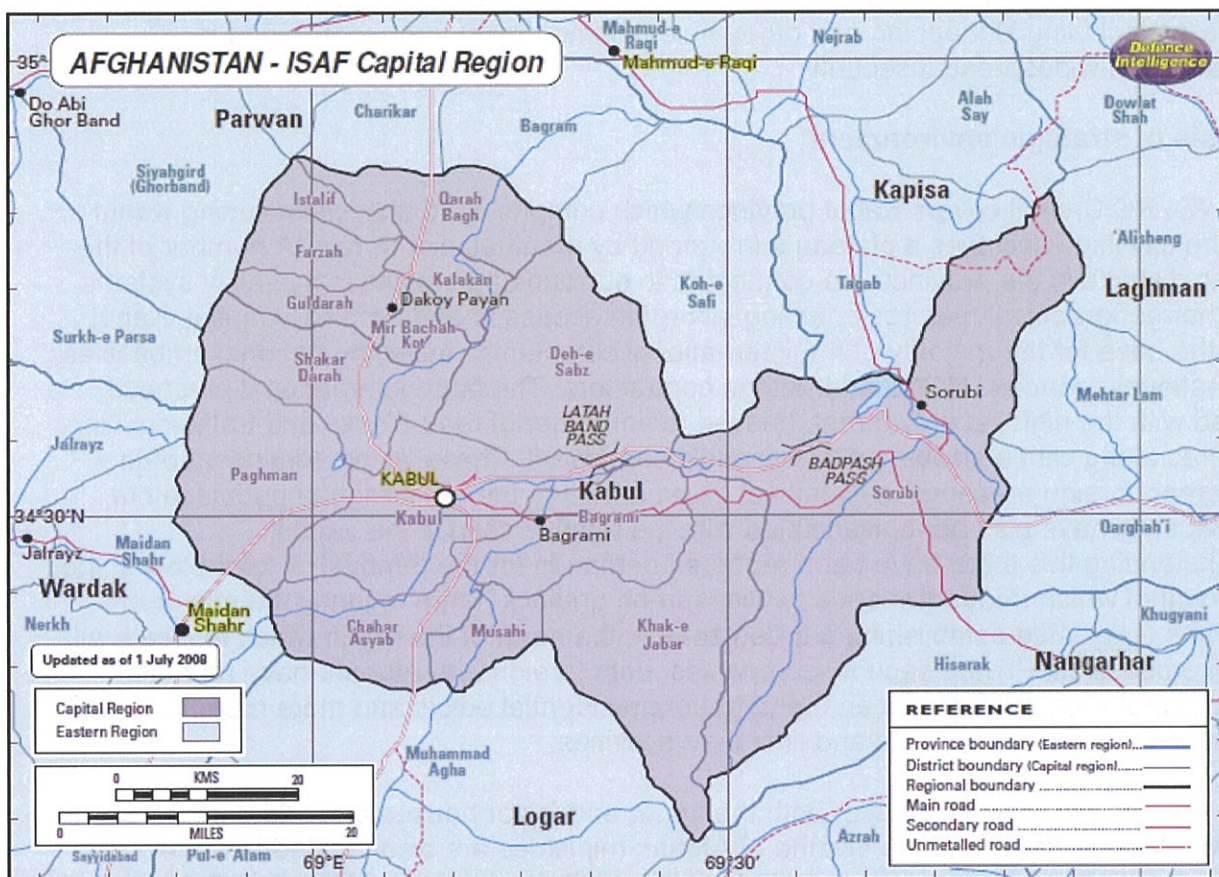 AFGHANISTAN - ISAF Capital Region
Defence
Intelligence
35°
Mahmud-e
Raqi
Mahmud-e Raqi
Nejrab
Do Abi
Ghor Band
Parwan
Charikar
Bagram
Alah
Say
Dowlat
Shah
Siyahgird
(Ghorband)
Istalif
Qarah
Bagh
Kapisa
'Alisheng
Farzah
Kalakan
Koh-e
Safi
Tagab
Laghman
Guldarah
Dakoy Payan
Mir Bachah
Kot
Surkh-e Parsa
Shakar
Darah
Deh-e
Sabz
Sorubi
Mehtar Lam
LATAH
BAND
PASS
Jalrayz
Paghman
KABUL
Kabul
BADPASH
PASS
Sorubi
34°30'N
Kabul
Bagrami
Bagrami
Qarghah'i
Jalrayz
Maidan
Shahr
Wardak
Maidan
Shahr
Nerkh
Chahar
Asyab
Musahi
Khak-e
Jabar
Khugyani
Hisarak
Nangarhar
Updated as of 1 July 2008
Capital Region
Eastern Region
Muhammad
Agha
KMS
0 20
0 20
MILES
Logar
Sayyidabad
Pul-e 'Alam
69°E
69°30'
Azrah
REFERENCE
Province boundary (Eastern region)
District boundary (Capital region)
Regional boundary
Main road
Secondary road
Unmetalled road